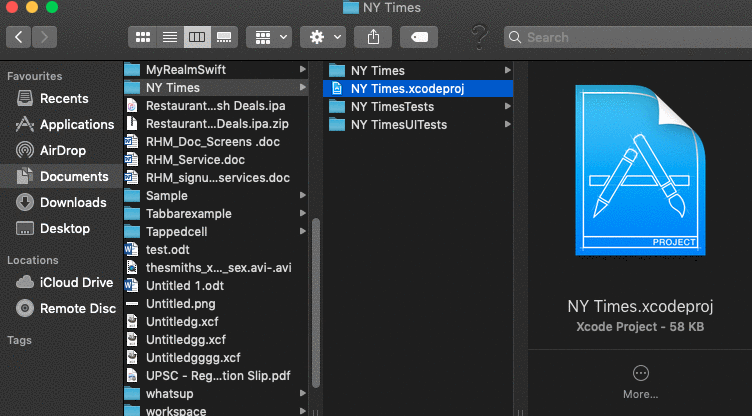 NY Times
Search
Favourites
Recents
Applications
AirDrop
Documents
Downloads
Desktop
Locations
iCloud Drive
Remote Disc
Tags
MyRealmSwift
NY Times
Restaurant...sh Deals.ipa
Restaurant...Deals.ipa.zip
RHM_Doc_Screens .doc
RHM_Service.doc
RHM_signu...services.doc
Sample
Tabbarexample
Tappedcell
test.odt
thesmiths_x..._sex.avi-.avi
Untitled 1.odt
Untitled.png
Untitledg.xcf
Untitledgg.xcf
Untitledgggg.xcf
UPSC - Reg...tion Slip.pdf
whatsup
workspace
NY Times
NY Times.xcodeproj
NY TimesTests
NY TimesUITests
PROJECT
NY Times.xcodeproj
Xcode Project - 58 KB
More...